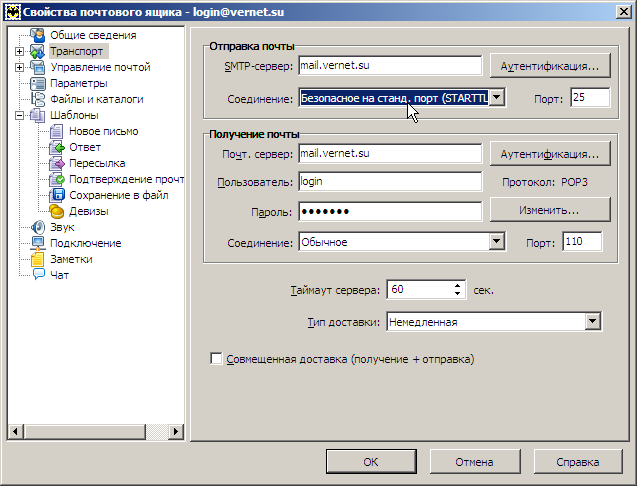 Свойства почтового ящика - login@vernet.su
Общие сведения
Транспорт
Управление почтой
Параметры
Файлы и каталоги
Шаблоны
Новое письмо
Ответ
Пересылка
Подтверждение проч
Сохранение в файл
Девизы
Звук
Подключение
Заметки
Чат
Отправка почты
SMTP-сервер: mail.vernet.su Аутентификация...
Соединение: Безопасное на станд. порт (STARTTL Порт: 25
Получение почты
Почт. сервер: mail.vernet.su Аутентификация...
Пользователь: login Протокол: POP3
Пароль: ●●●●●●● Изменить...
Соединение: Обычное Порт: 110
Таймаут сервера: 60 сек.
Тип доставки: Немедленная
Совмещенная доставка (получение + отправка)
OK Отмена Справка